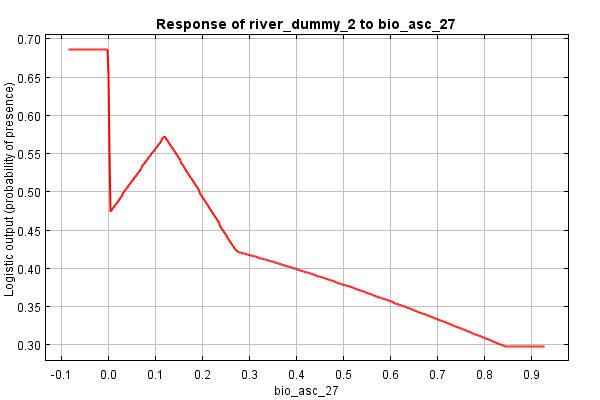 Response of river_dummy_2 to bio_asc_27
Logistic output (probability of presence)
0.70
0.65
0.60
0.55
0.50
0.45
0.40
0.35
0.30
-0.1 0.0 0.1 0.2 0.3 0.4 0.5 0.6 0.7 0.8 0.9
bio_asc_27